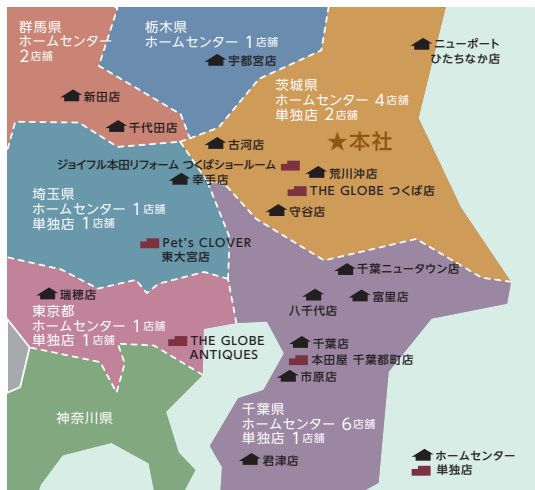 群馬県
ホームセンター
2店舗
栃木県
ホームセンター 1店舗
宇都宮店
ニューポート
ひたちなか店
茨城県
ホームセンター 4店舗
単独店 2店舗
新田店
千代田店
★本社
古河店
ジョイフル本田リフォーム つくばショールーム
荒川沖店
幸手店
THE GLOBE つくば店
埼玉県
ホームセンター 1店舗
単独店 1店舗
守谷店
Pet's CLOVER
東大宮店
千葉ニュータウン店
瑞穂店
富里店
八千代店
東京都
ホームセンター 1店舗
単独店 1店舗
THE GLOBE
ANTIQUES
千葉店
本田屋 千葉都町店
市原店
神奈川県
千葉県
ホームセンター 6店舗
単独店 1店舗
君津店
ホームセンター
単独店